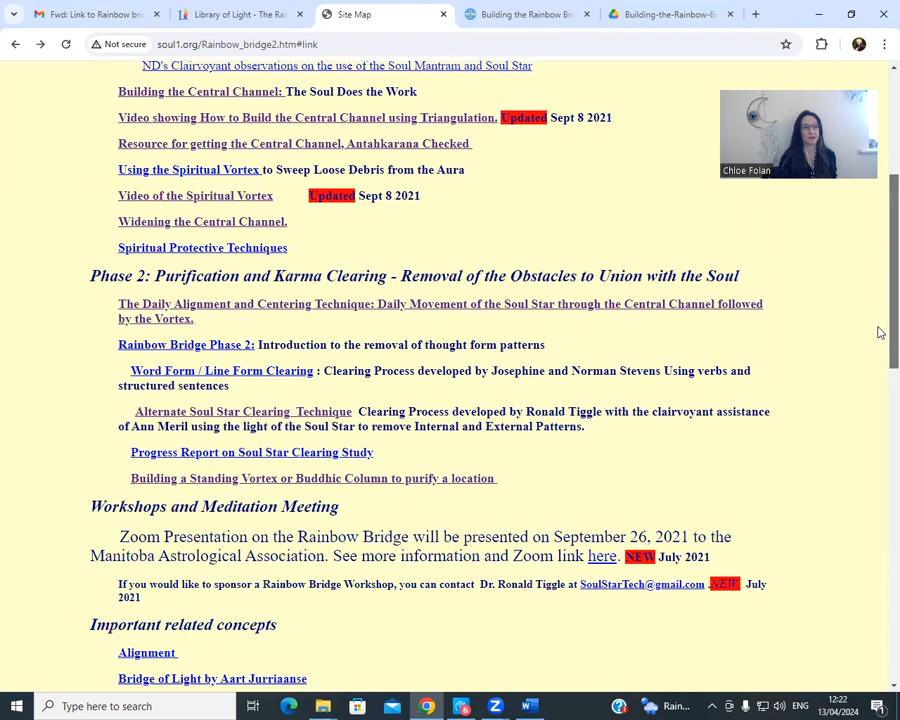 Fwd: Link to Rainbow bri
Library of Light - The Rai
Site Map
Building the Rainbow Bri
Building-the-Rainbow-Br
Not secure
soul1.org/Rainbow_bridge2.htm#link
ND's Clairvoyant observations on the use of the Soul Mantram and Soul Star
Building the Central Channel: The Soul Does the Work
Video showing How to Build the Central Channel using Triangulation. Updated Sept 8 2021
Resource for getting the Central Channel, Antahkarana Checked
Using the Spiritual Vortex to Sweep Loose Debris from the Aura
Video of the Spiritual Vortex Updated Sept 8 2021
Widening the Central Channel.
Spiritual Protective Techniques
Chloe Folan
Phase 2: Purification and Karma Clearing - Removal of the Obstacles to Union with the Soul
The Daily Alignment and Centering Technique: Daily Movement of the Soul Star through the Central Channel followed
by the Vortex.
Rainbow Bridge Phase 2: Introduction to the removal of thought form patterns
Word Form / Line Form Clearing : Clearing Process developed by Josephine and Norman Stevens Using verbs and
structured sentences
Alternate Soul Star Clearing Technique Clearing Process developed by Ronald Tiggle with the clairvoyant assistance
of Ann Meril using the light of the Soul Star to remove Internal and External Patterns.
Progress Report on Soul Star Clearing Study
Building a Standing Vortex or Buddhic Column to purify a location
Workshops and Meditation Meeting
Zoom Presentation on the Rainbow Bridge will be presented on September 26, 2021 to the
Manitoba Astrological Association. See more information and Zoom link here. NEW July 2021
If you would like to sponsor a Rainbow Bridge Workshop, you can contact Dr. Ronald Tiggle at SoulStarTech@gmail.com .NEW July
2021
Important related concepts
Alignment
Bridge of Light by Aart Jurriaanse
Type here to search
Rain...
12:22
13/04/2024